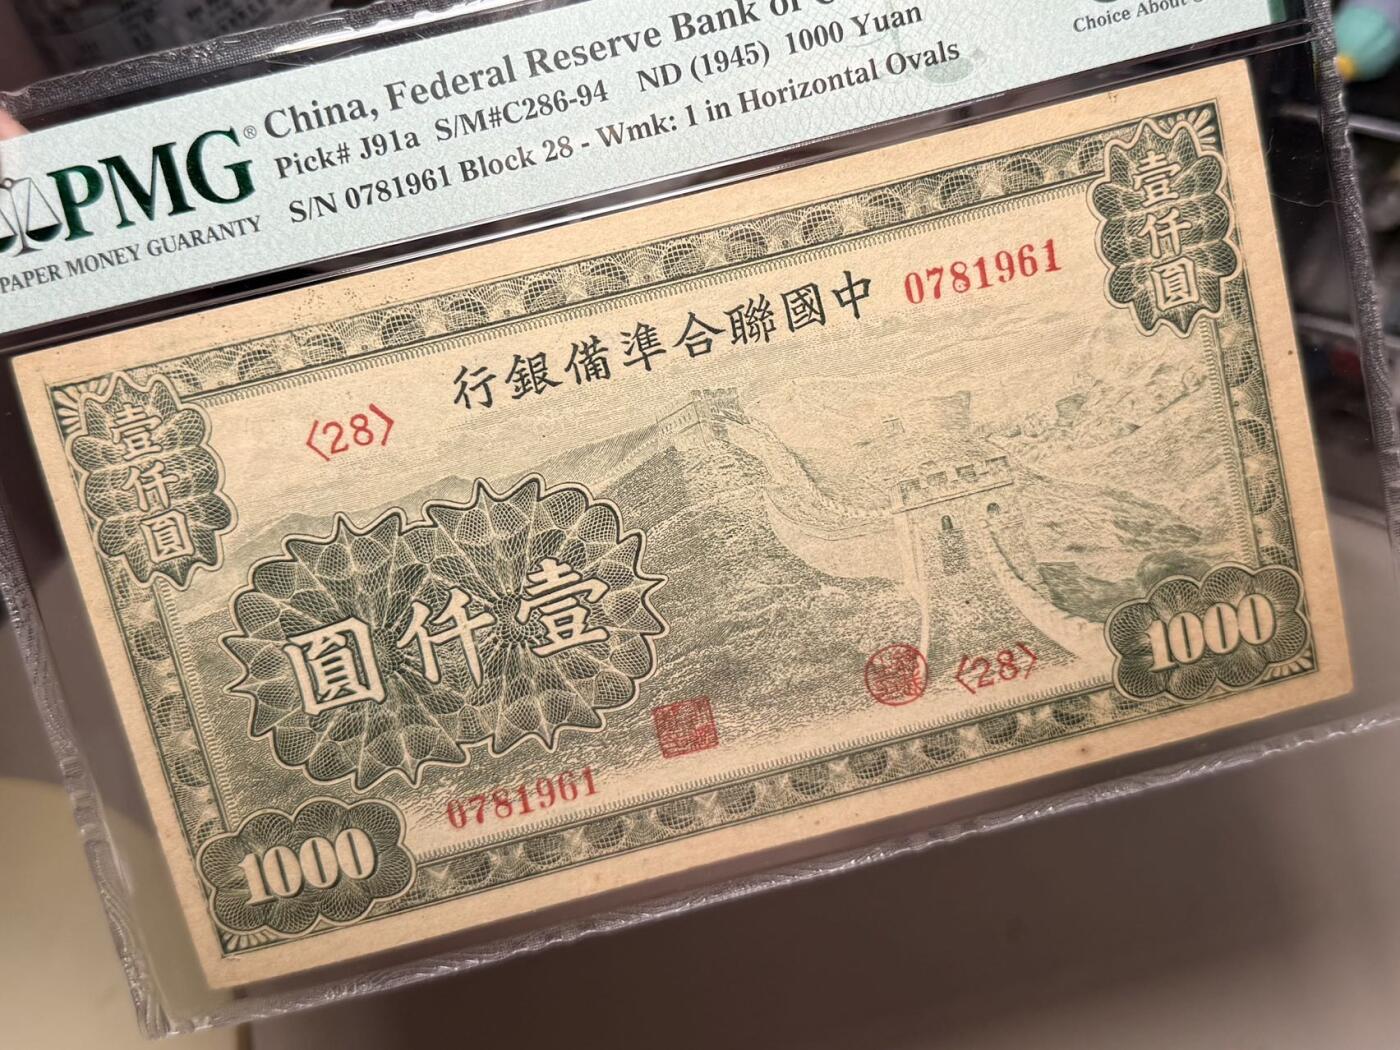 China, Federal Reserve Bank of
Pick# J91a S/M#C286-94 ND (1945) 1000 Yuan
S/N 0781961 Block 28 - Wmk: 1 in Horizontal Ovals
Choice About
PMG®
PAPER MONEY GUARANTY
壹仟圓
0781961
行銀備準合聯國中
〈28〉
壹仟圓
圓仟壹
1000
〈28〉
0781961
1000